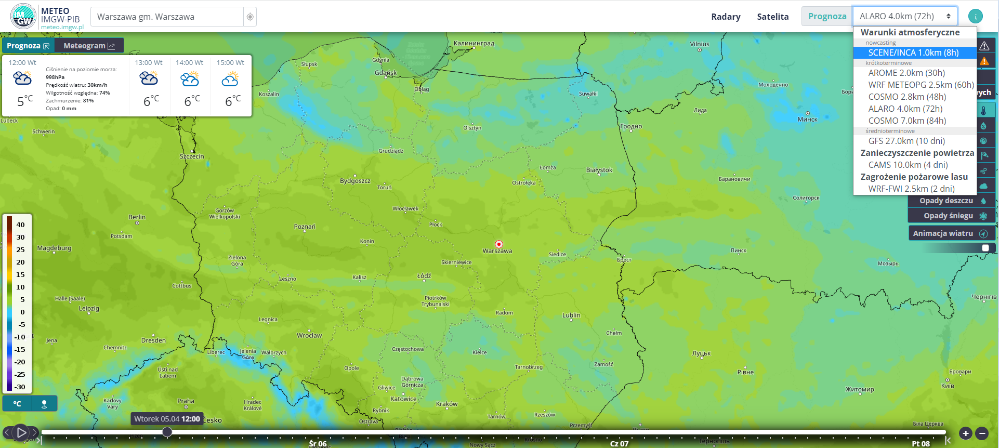 METEO
IMGW-PIB
meteo.imgw.pl
IM
GW
Warszawa gm. Warszawa
Radary
Satelita
Prognoza
ALARO 4.0km (72h)
i
Warunki atmosferyczne
nowcasting
SCENE/INCA 1.0km (8h)
krótkoterminowe
AROME 2.0km (30h)
WRF METEOPG 2.5km (60h)
COSMO 2.8km (48h)
ALARO 4.0km (72h)
COSMO 7.0km (84h)
średnioterminowe
GFS 27.0km (10 dni)
Zanieczyszczenie powietrza
CAMS 10.0km (4 dni)
Zagrożenie pożarowe lasu
WRF-FWI 2.5km (2 dni)
wych
Opady deszczu
Opady śniegu
Animacja wiatru
Prognoza
Meteogram
12:00 Wt
5°C
Ciśnienie na poziomie morza:
998hPa
Prędkość wiatru: 30km/h
Wilgotność względna: 74%
Zachmurzenie: 81%
Opad: 0 mm
13:00 Wt
6°C
14:00 Wt
6°C
15:00 Wt
6°C
Калининград
Vilnius
Słupsk
Gdynia
Gdańsk
Elbląg
Koszalin
Suwałki
Молодечно
Лида
Минск
Гродно
Olsztyn
Lübeck
Schwerin
Szczecin
Grudziądz
Łomża
Białystok
Ostrołęka
Барановичи
Bydgoszcz
Toruń
Солигорск
Włocławek
Gorzów
Wielkopolski
Berlin
Płock
Poznań
Potsdam
Konin
Magdeburg
Warszawa
Siedlce
Брест
Пинск
Мозырь
Zielona
Góra
Skierniewice
Leszno
Kalisz
Łódź
Cottbus
Halle (Saale)
Leipzig
Piotrków
Trybunalski
Radom
Lublin
Чернігів
Legnica
Wrocław
Chełm
Jena
Dresden
Chemnitz
Liberec
Jelenia
Góra
Wałbrzych
Częstochowa
Kielce
Луцьк
Рівне
Zamość
Tarnobrzeg
Opole
Ústí nad
Labem
Dąbrowa
Górnicza
Gliwice
Katowice
Kraków
Бровари
Київ
Житомир
Karlovy
Vary
Praha
Hradec
Králové
Rybnik
Ostrava
Tarnów
Rzeszów
Przemyśl
Česko
Біла Церква
Nowy Sącz
Krosno
Тернопіль
40
30
25
20
15
10
5
0
-5
-10
-15
-20
-25
-30
°C
Wtorek 05.04 12:00
Śr 06
Cz 07
Pt 08